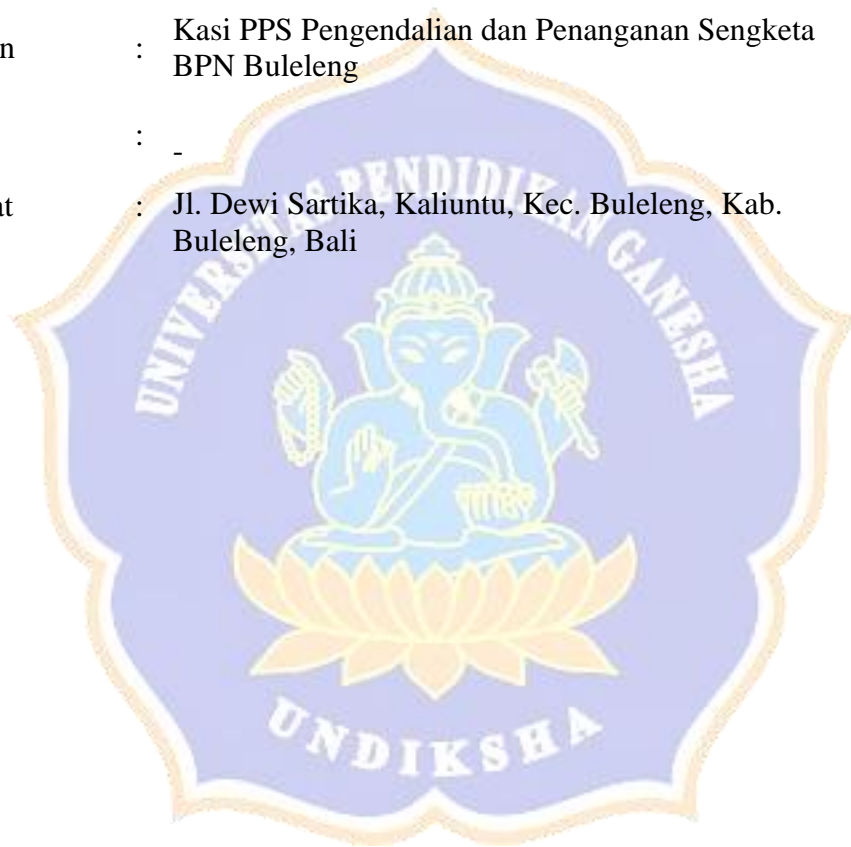 n : Kasi PPS Pengendalian dan Penanganan Sengketa
BPN Buleleng
: -
at : Jl. Dewi Sartika, Kaliuntu, Kec. Buleleng, Kab.
Buleleng, Bali
UNIVERSITAS PENDIDIKAN GANESHA
UNDIKSHA